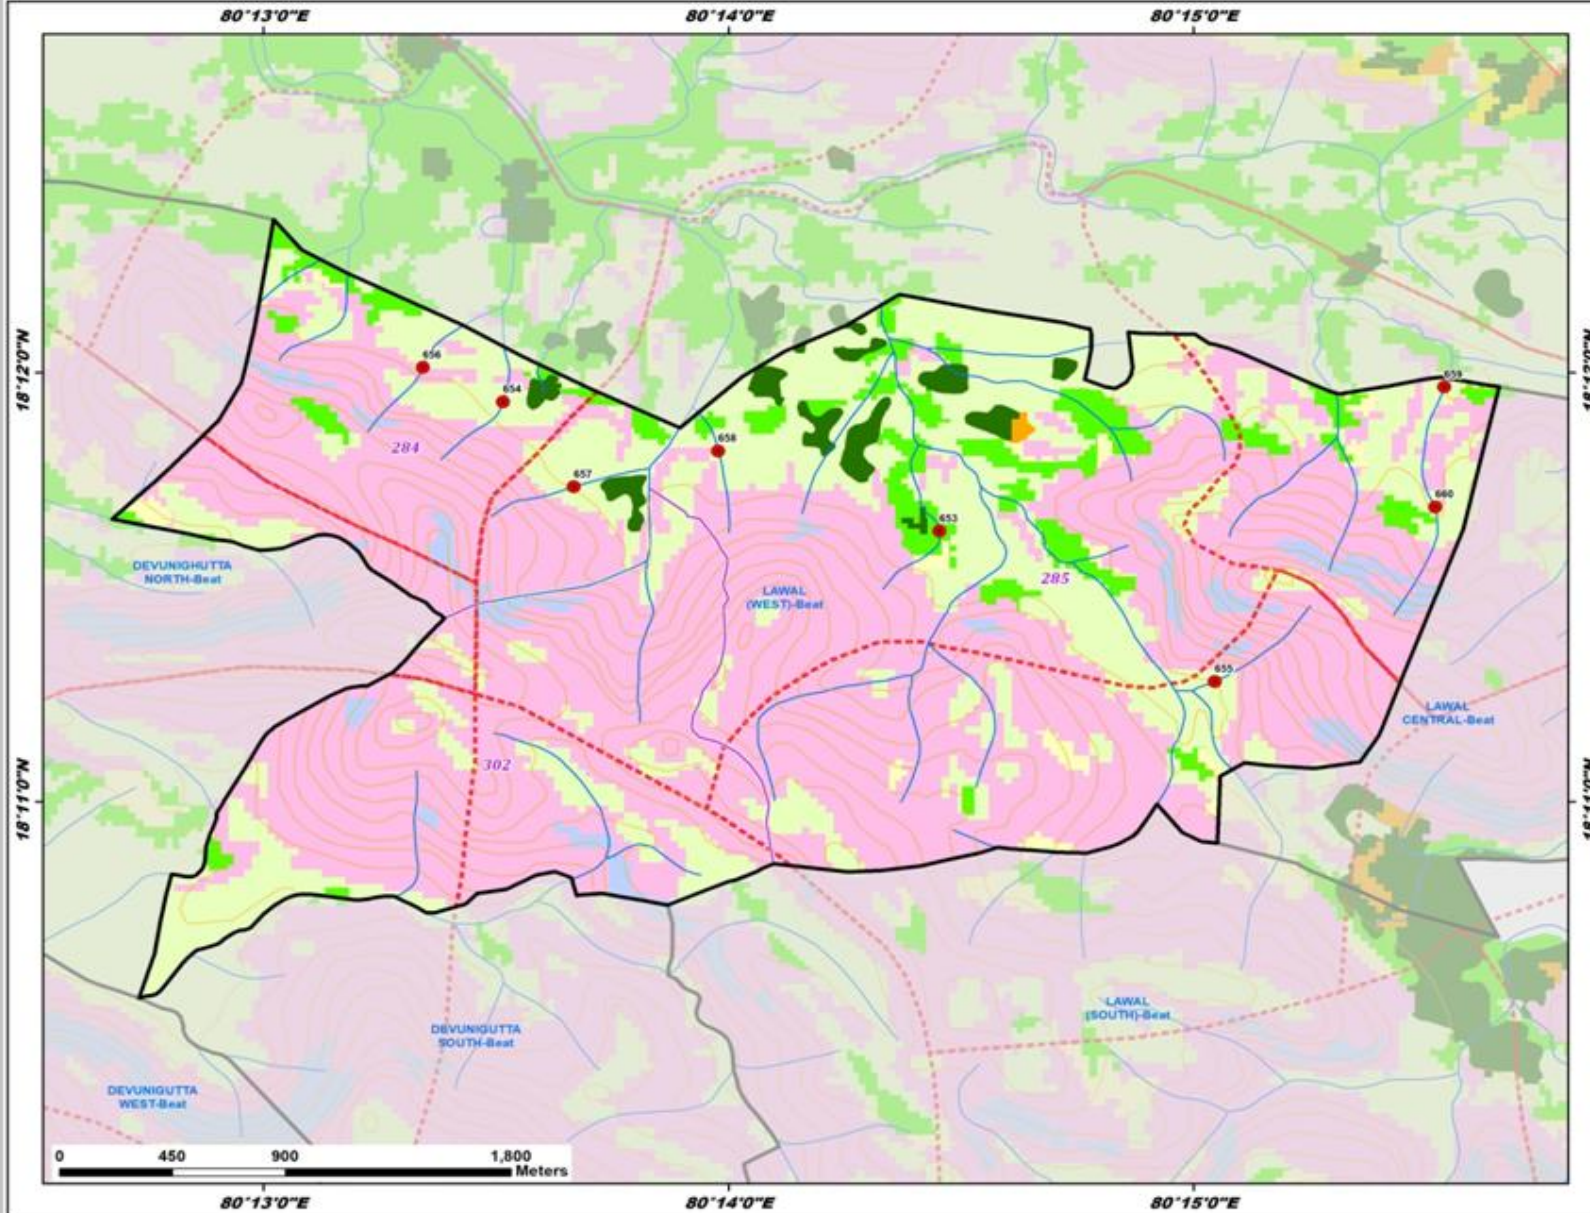 80°13'0"E
80°14'0"E
80°15'0"E
18°12'0"N
656
659
654
658
284
657
660
653
DEVUNIGHUTTA
NORTH-Beat
285
LAWAL
(WEST)-Beat
655
LAWAL
CENTRAL-Beat
302
18°11'0"N
LAWAL
(SOUTH)-Beat
DEVUNIGUTTA
SOUTH-Beat
DEVUNIGUTTA
WEST-Beat
0 450 900 1,800
Meters
80°13'0"E
80°14'0"E
80°15'0"E